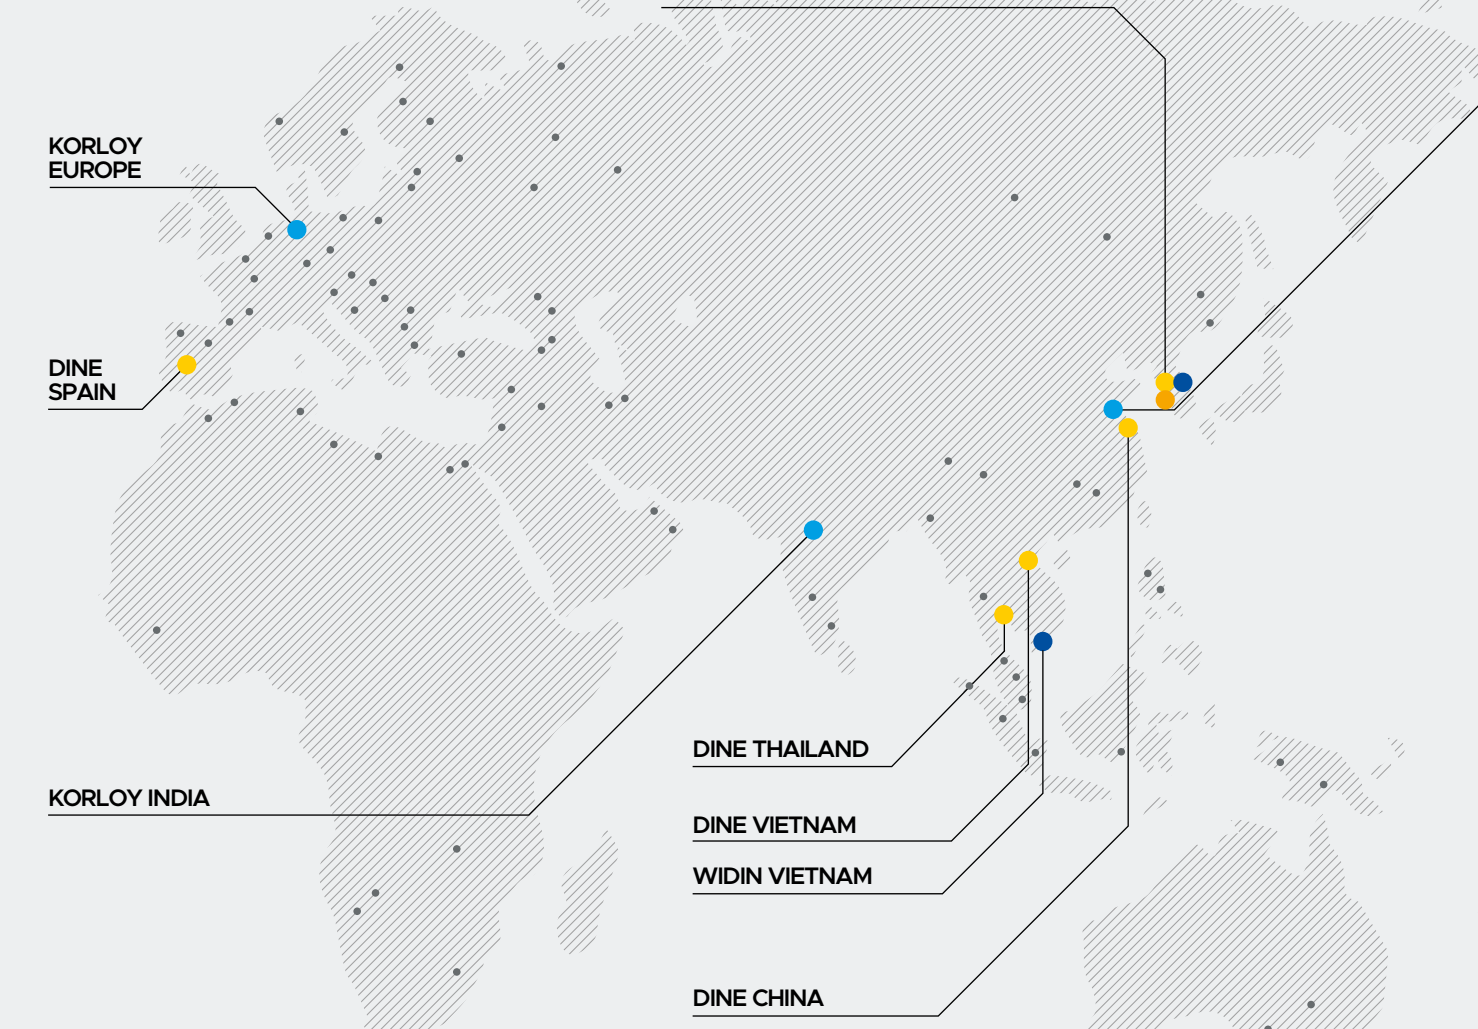 KORLOY
EUROPE
DINE
SPAIN
DINE THAILAND
KORLOY INDIA
DINE VIETNAM
WIDIN VIETNAM
DINE CHINA